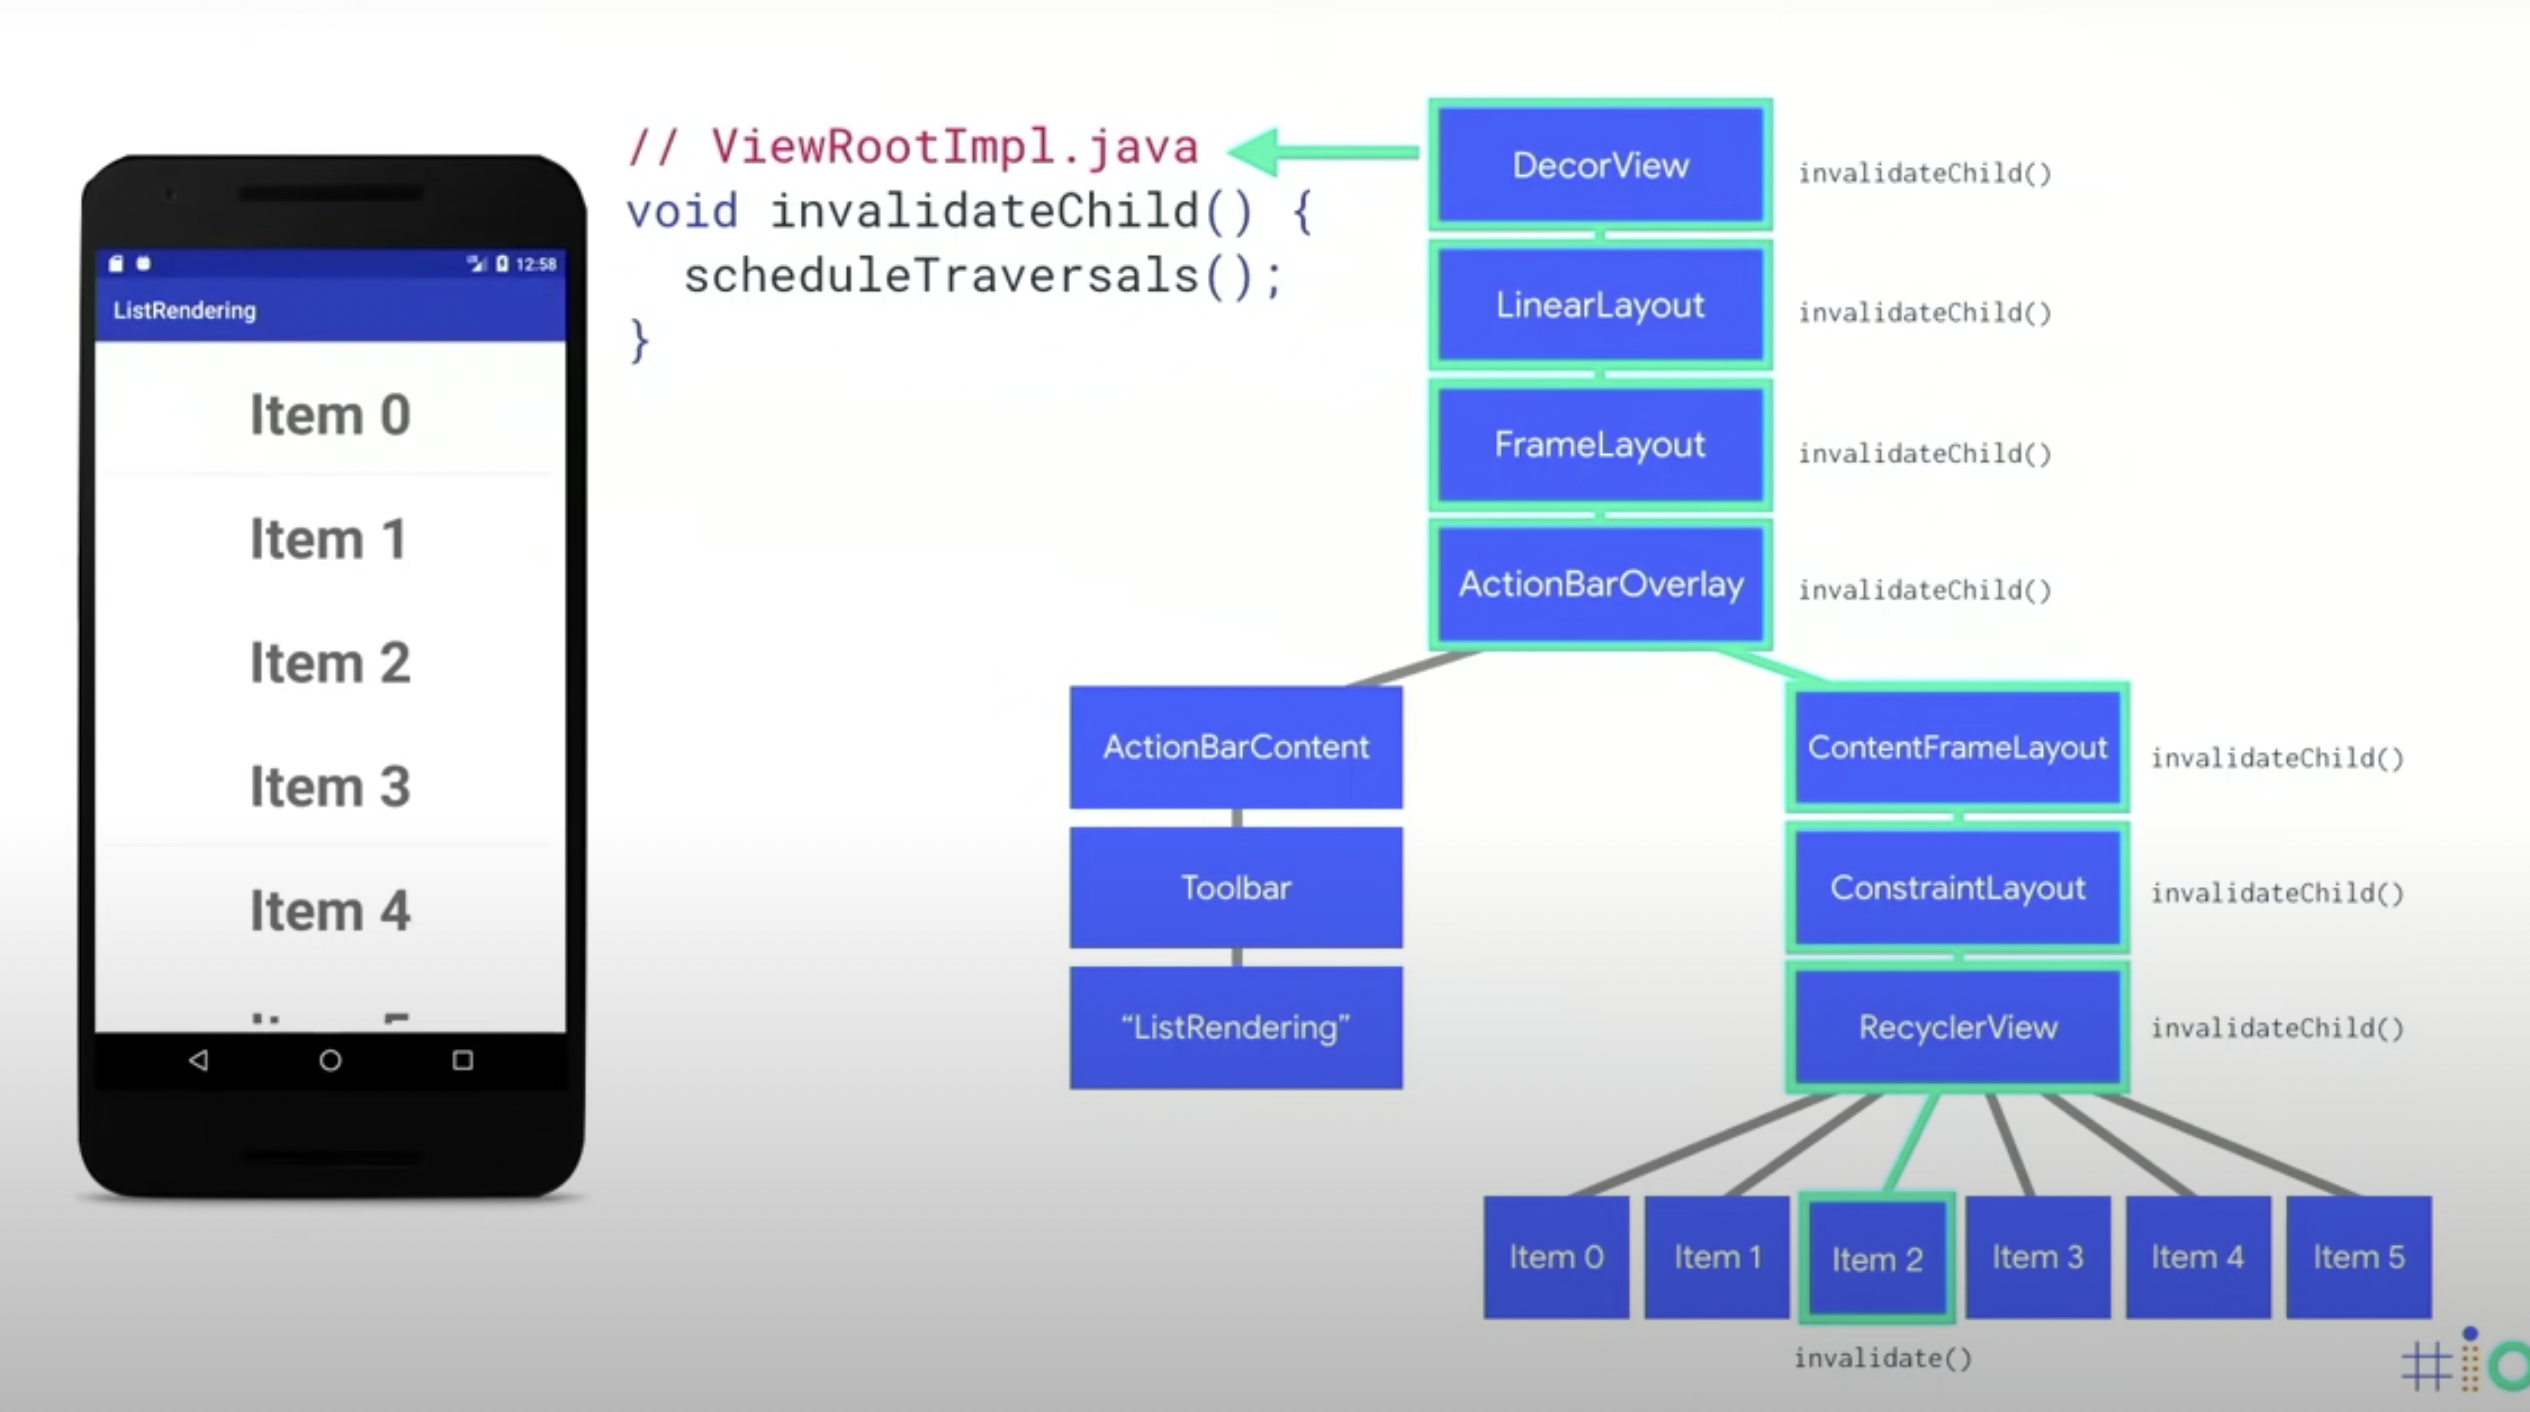 12:58
ListRendering
Item 0
Item 1
Item 2
Item 3
Item 4
// ViewRootImpl.java
void invalidateChild() {
scheduleTraversals();
}
DecorView
invalidateChild()
LinearLayout
invalidateChild()
FrameLayout
invalidateChild()
ActionBarOverlay
invalidateChild()
ActionBarContent
Toolbar
“ListRendering”
ContentFrameLayout
invalidateChild()
ConstraintLayout
invalidateChild()
RecyclerView
invalidateChild()
Item 0
Item 1
Item 2
Item 3
Item 4
Item 5
invalidate()
#io